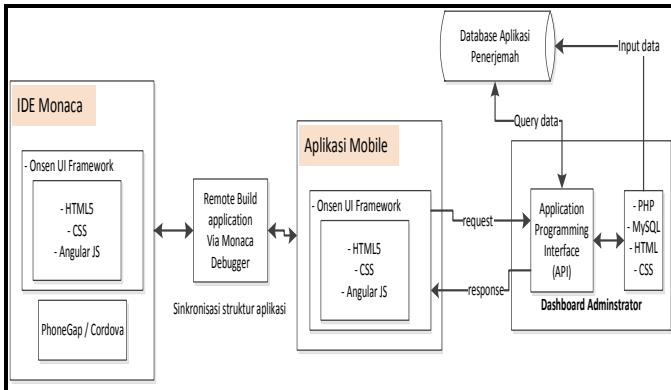 Database Aplikasi
Penerjemah
Input data
Query data
IDE Monaca
- Onsen UI Framework
- HTML5
- CSS
- Angular JS
PhoneGap / Cordova
Remote Build
application
Via Monaca
Debugger
Sinkronisasi struktur aplikasi
Aplikasi Mobile
- Onsen UI Framework
- HTML5
- CSS
- Angular JS
request
response
Application
Programming
Interface
(API)
- PHP
- MySQL
- HTML
- CSS
Dashboard Adminstrator